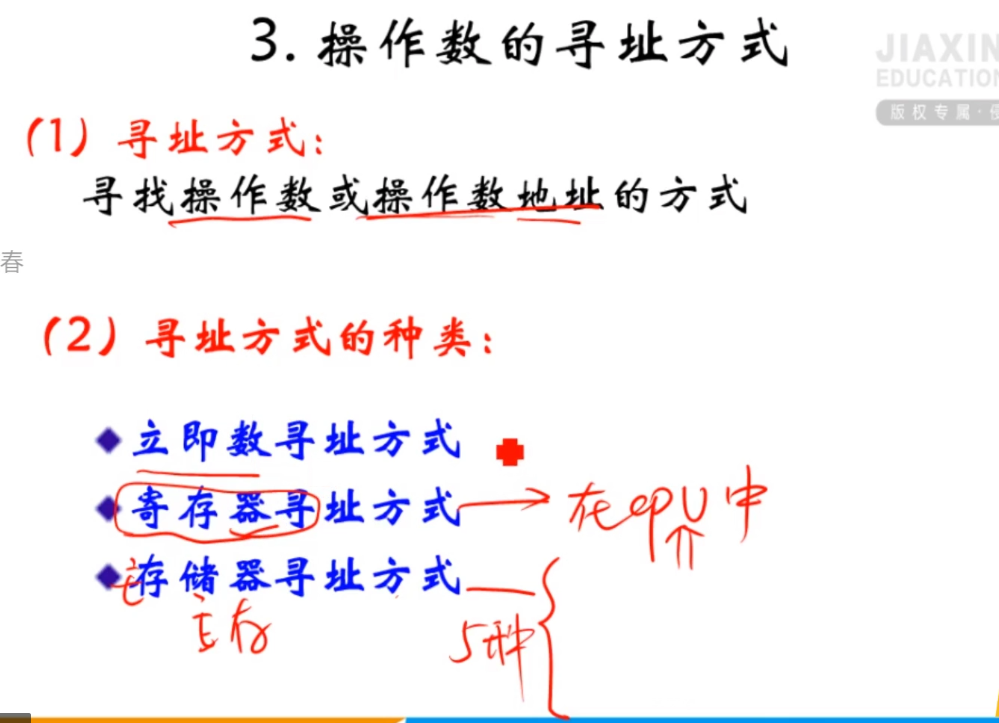 3. 操作数的寻址方式
JIAXIN
EDUCATION
版权专属·侵
(1) 寻址方式:
寻找操作数或操作数地址的方式
春
(2) 寻址方式的种类:
立即数寻址方式
寄存器寻址方式 在cpu中
存储器寻址方式
主存 5种